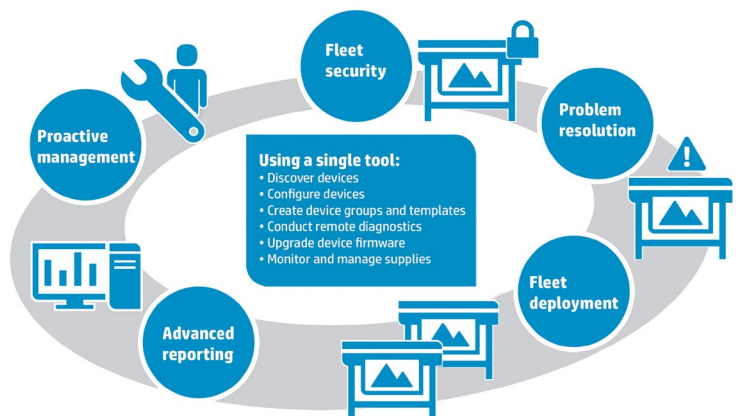 Fleet
security
Problem
resolution
Proactive
management
Using a single tool:
• Discover devices
• Configure devices
• Create device groups and templates
• Conduct remote diagnostics
• Upgrade device firmware
• Monitor and manage supplies
Fleet
deployment
Advanced
reporting